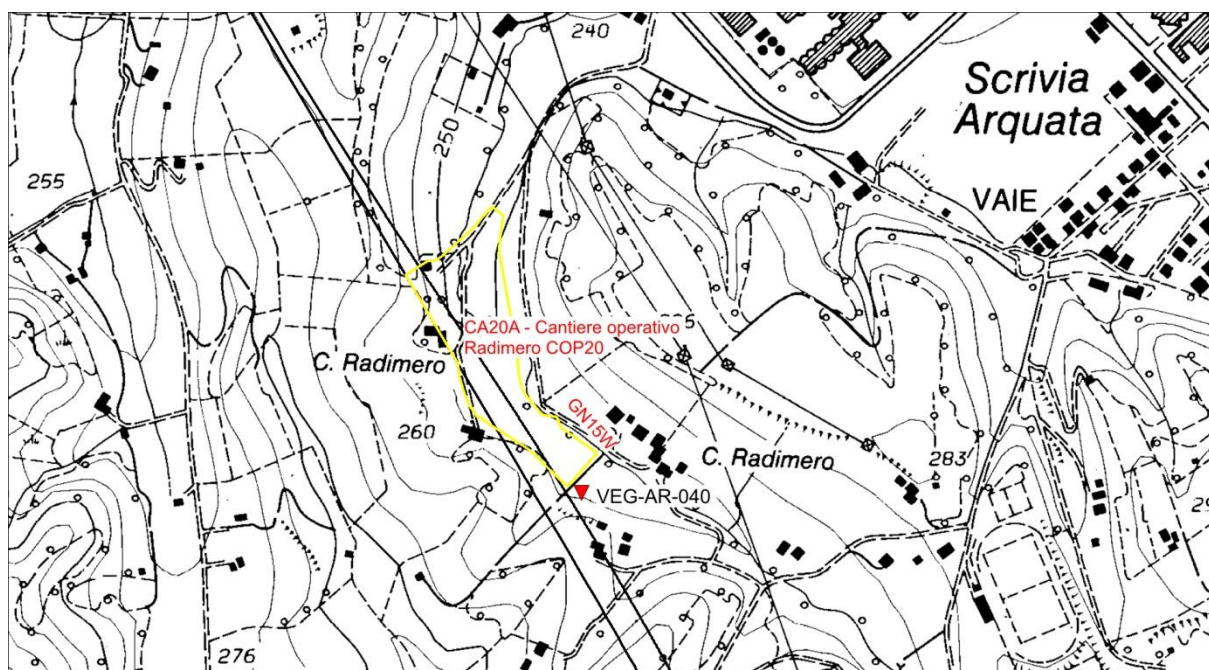 240
Scrivia
Arquata
250
255
VAIE
CA20A - Cantiere operativo
Radimero COP20
C. Radimero
GN15W
260
C. Radimero
283
VEG-AR-040
276